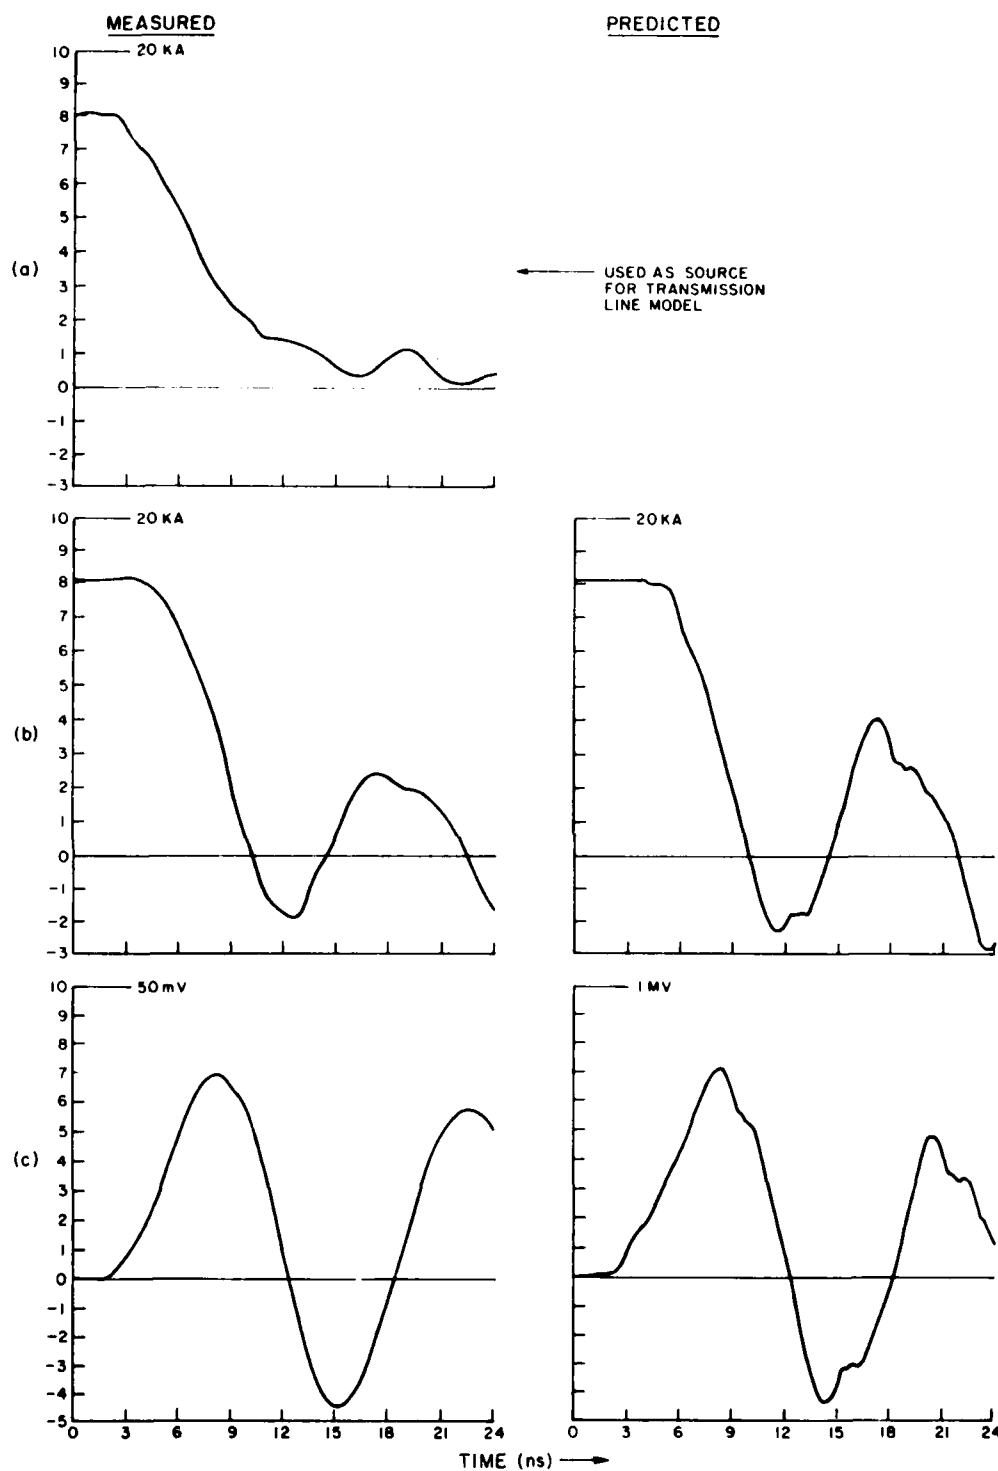 MEASURED
PREDICTED
10
20 KA
9
8
7
6
5
4
3
2
1
0
-1
-2
-3
(a)
USED AS SOURCE
FOR TRANSMISSION
LINE MODEL
10
20 KA
9
8
7
6
5
4
3
2
1
0
-1
-2
-3
(b)
20 KA
10
50 mV
9
8
7
6
5
4
3
2
1
0
-1
-2
-3
-4
-5
(c)
1 MV
0 3 6 9 12 15 18 21 24
0 3 6 9 12 15 18 21 24
TIME (ns)